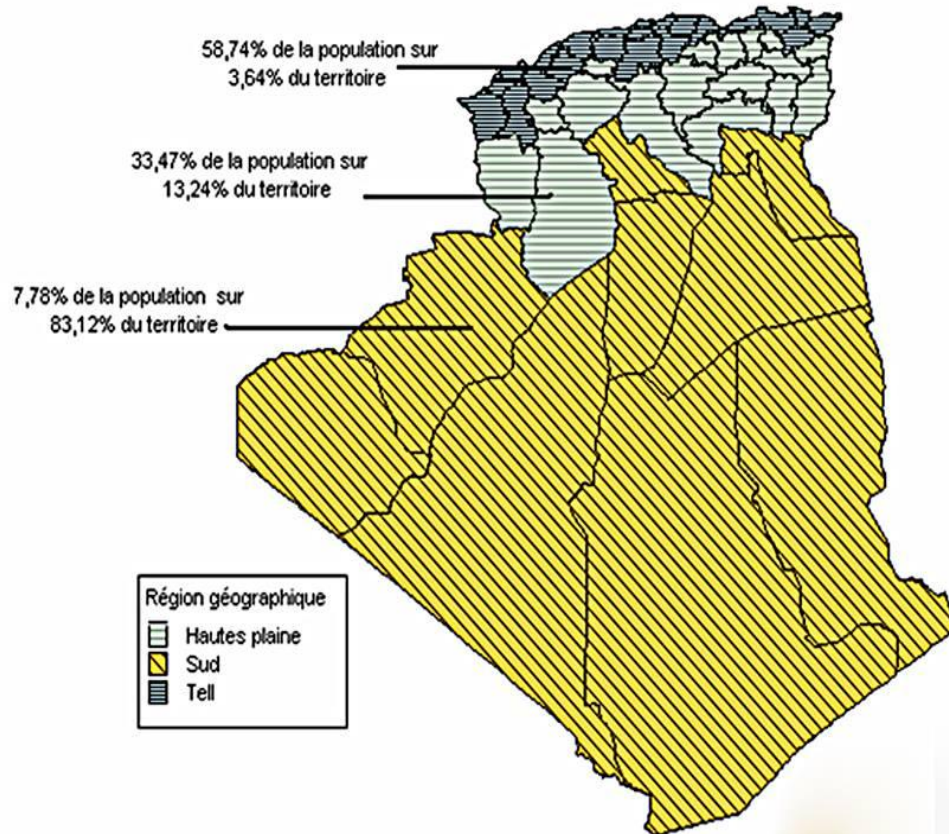 58,74% de la population sur
3,64% du territoire
33,47% de la population sur
13,24% du territoire
7,78% de la population sur
83,12% du territoire
Région géographique
Hautes plaine
Sud
Tell